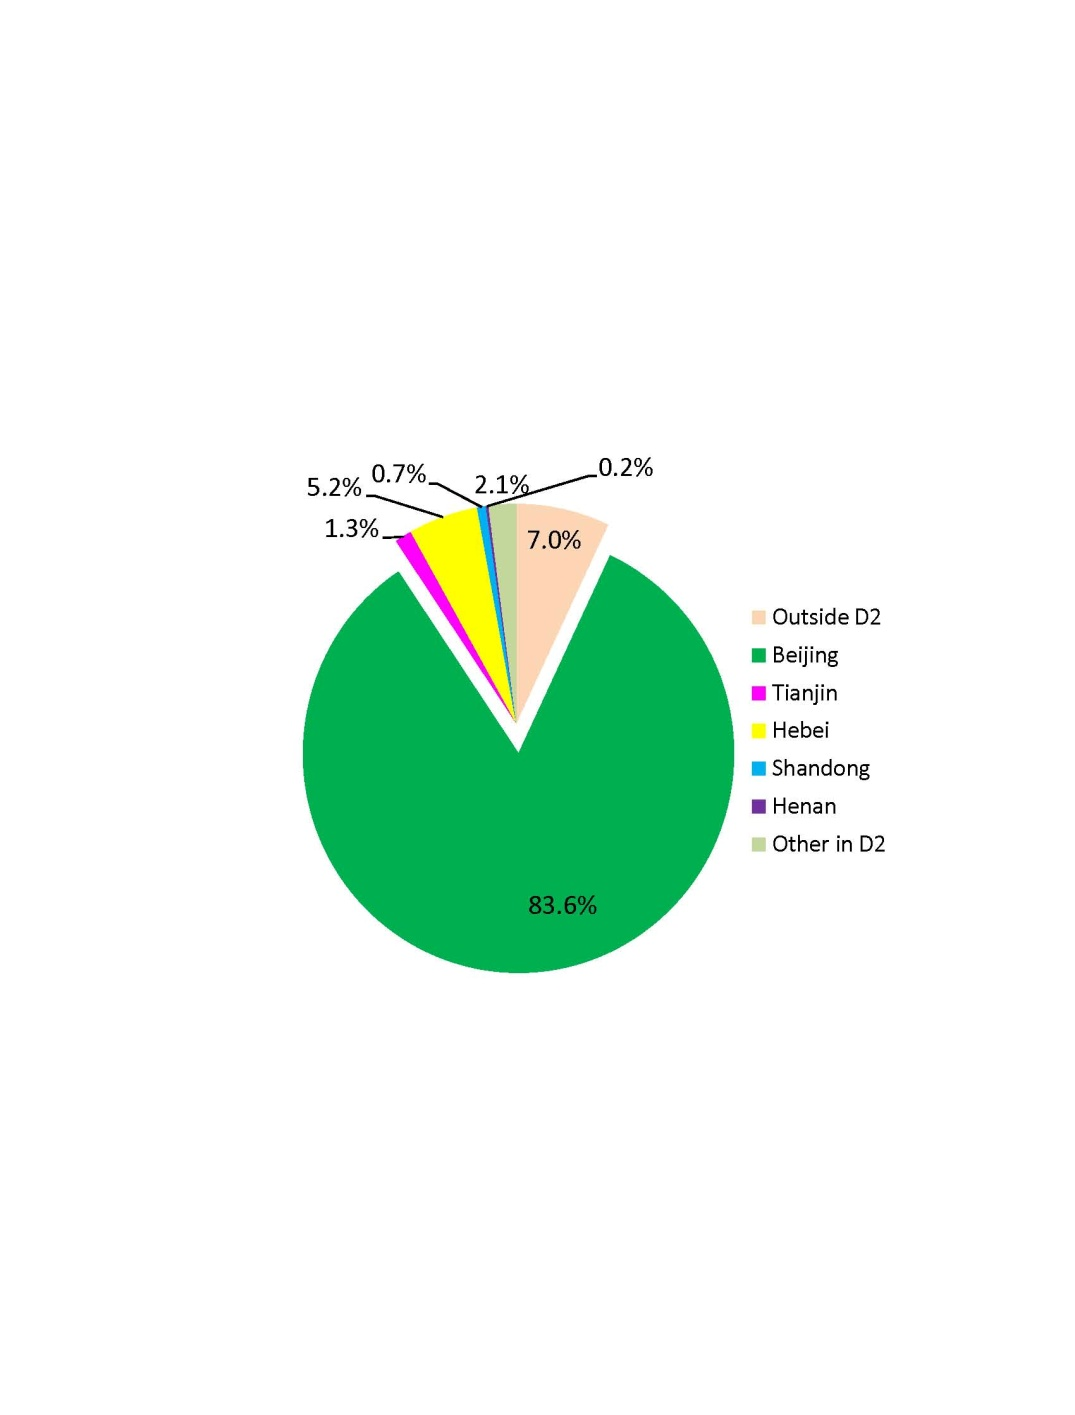 0.2%
0.7%
2.1%
5.2%
1.3%
7.0%
83.6%
Outside D2
Beijing
Tianjin
Hebei
Shandong
Henan
Other in D2